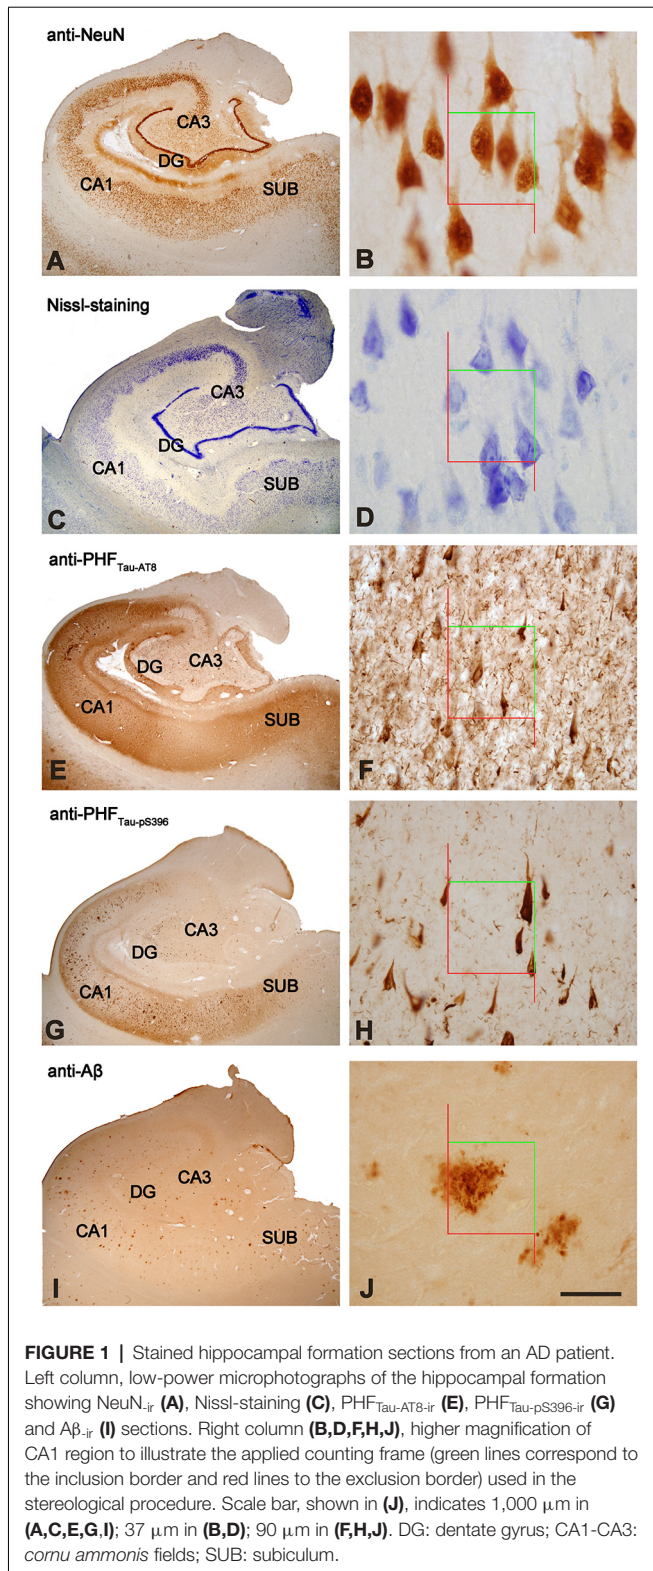 anti-NeuN
CA3
DG
CA1
SUB
A
B
Nissl-staining
CA3
DG
CA1
SUB
C
D
anti-PHFTau-AT8
DG
CA3
CA1
SUB
E
F
anti-PHFTau-pS396
CA3
DG
CA1
SUB
G
H
anti-Aβ
CA3
DG
CA1
SUB
I
J
FIGURE 1 | Stained hippocampal formation sections from an AD patient.
Left column, low-power microphotographs of the hippocampal formation
showing NeuN-ir (A), Nissl-staining (C), PHFTau-AT8-ir (E), PHFTau-pS396-ir (G)
and Aβ-ir (I) sections. Right column (B,D,F,H,J), higher magnification of
CA1 region to illustrate the applied counting frame (green lines correspond to
the inclusion border and red lines to the exclusion border) used in the
stereological procedure. Scale bar, shown in (J), indicates 1,000 μm in
(A,C,E,G,I); 37 μm in (B,D); 90 μm in (F,H,J). DG: dentate gyrus; CA1-CA3:
cornu ammonis fields; SUB: subiculum.